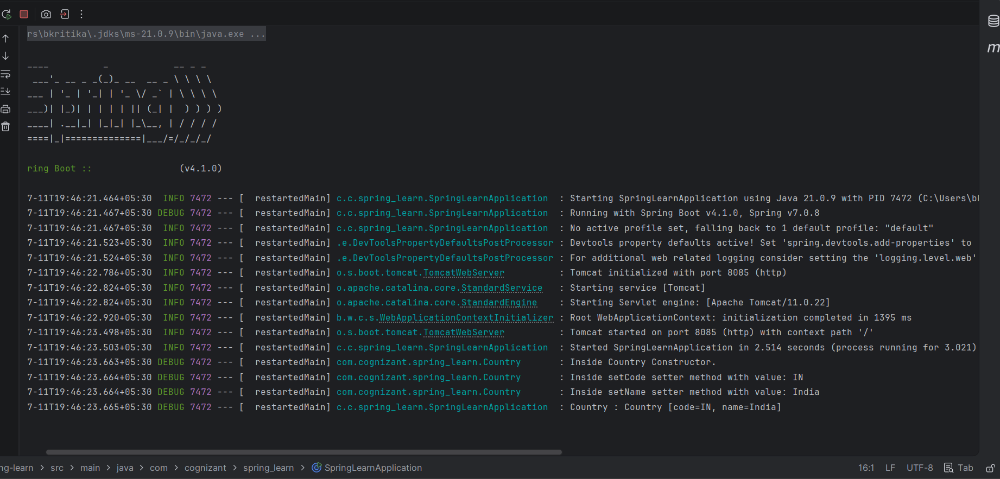 rs\bkritika\.jdks\ms-21.0.9\bin\java.exe ...
____          _            __ _ _
 ___'_ __ _ _(_)_ __  __ _ \ \ \ \
___ | '_ | '_| | '_ \/ _` | \ \ \ \
___)| |_)| | | | | || (_| |  ) ) ) )
____| .__|_| |_|_| |_\__, | / / / /
====|_|==============|___/=/_/_/_/
ring Boot ::                (v4.1.0)
7-11T19:46:21.464+05:30  INFO 7472 --- [  restartedMain] c.c.spring_learn.SpringLearnApplication  : Starting SpringLearnApplication using Java 21.0.9 with PID 7472 (C:\Users\bk
7-11T19:46:21.467+05:30 DEBUG 7472 --- [  restartedMain] c.c.spring_learn.SpringLearnApplication  : Running with Spring Boot v4.1.0, Spring v7.0.8
7-11T19:46:21.467+05:30  INFO 7472 --- [  restartedMain] c.c.spring_learn.SpringLearnApplication  : No active profile set, falling back to 1 default profile: "default"
7-11T19:46:21.523+05:30  INFO 7472 --- [  restartedMain] .e.DevToolsPropertyDefaultsPostProcessor : Devtools property defaults active! Set 'spring.devtools.add-properties' to
7-11T19:46:21.524+05:30  INFO 7472 --- [  restartedMain] .e.DevToolsPropertyDefaultsPostProcessor : For additional web related logging consider setting the 'logging.level.web'
7-11T19:46:22.786+05:30  INFO 7472 --- [  restartedMain] o.s.boot.tomcat.TomcatWebServer          : Tomcat initialized with port 8085 (http)
7-11T19:46:22.824+05:30  INFO 7472 --- [  restartedMain] o.apache.catalina.core.StandardService   : Starting service [Tomcat]
7-11T19:46:22.824+05:30  INFO 7472 --- [  restartedMain] o.apache.catalina.core.StandardEngine    : Starting Servlet engine: [Apache Tomcat/11.0.22]
7-11T19:46:22.920+05:30  INFO 7472 --- [  restartedMain] b.w.c.s.WebApplicationContextInitializer : Root WebApplicationContext: initialization completed in 1395 ms
7-11T19:46:23.498+05:30  INFO 7472 --- [  restartedMain] o.s.boot.tomcat.TomcatWebServer          : Tomcat started on port 8085 (http) with context path '/'
7-11T19:46:23.503+05:30  INFO 7472 --- [  restartedMain] c.c.spring_learn.SpringLearnApplication  : Started SpringLearnApplication in 2.514 seconds (process running for 3.021)
7-11T19:46:23.663+05:30 DEBUG 7472 --- [  restartedMain] com.cognizant.spring_learn.Country       : Inside Country Constructor.
7-11T19:46:23.664+05:30 DEBUG 7472 --- [  restartedMain] com.cognizant.spring_learn.Country       : Inside setCode setter method with value: IN
7-11T19:46:23.664+05:30 DEBUG 7472 --- [  restartedMain] com.cognizant.spring_learn.Country       : Inside setName setter method with value: India
7-11T19:46:23.665+05:30 DEBUG 7472 --- [  restartedMain] c.c.spring_learn.SpringLearnApplication  : Country : Country [code=IN, name=India]
ng-learn > src > main > java > com > cognizant > spring_learn > SpringLearnApplication 16:1 LF UTF-8 Tab